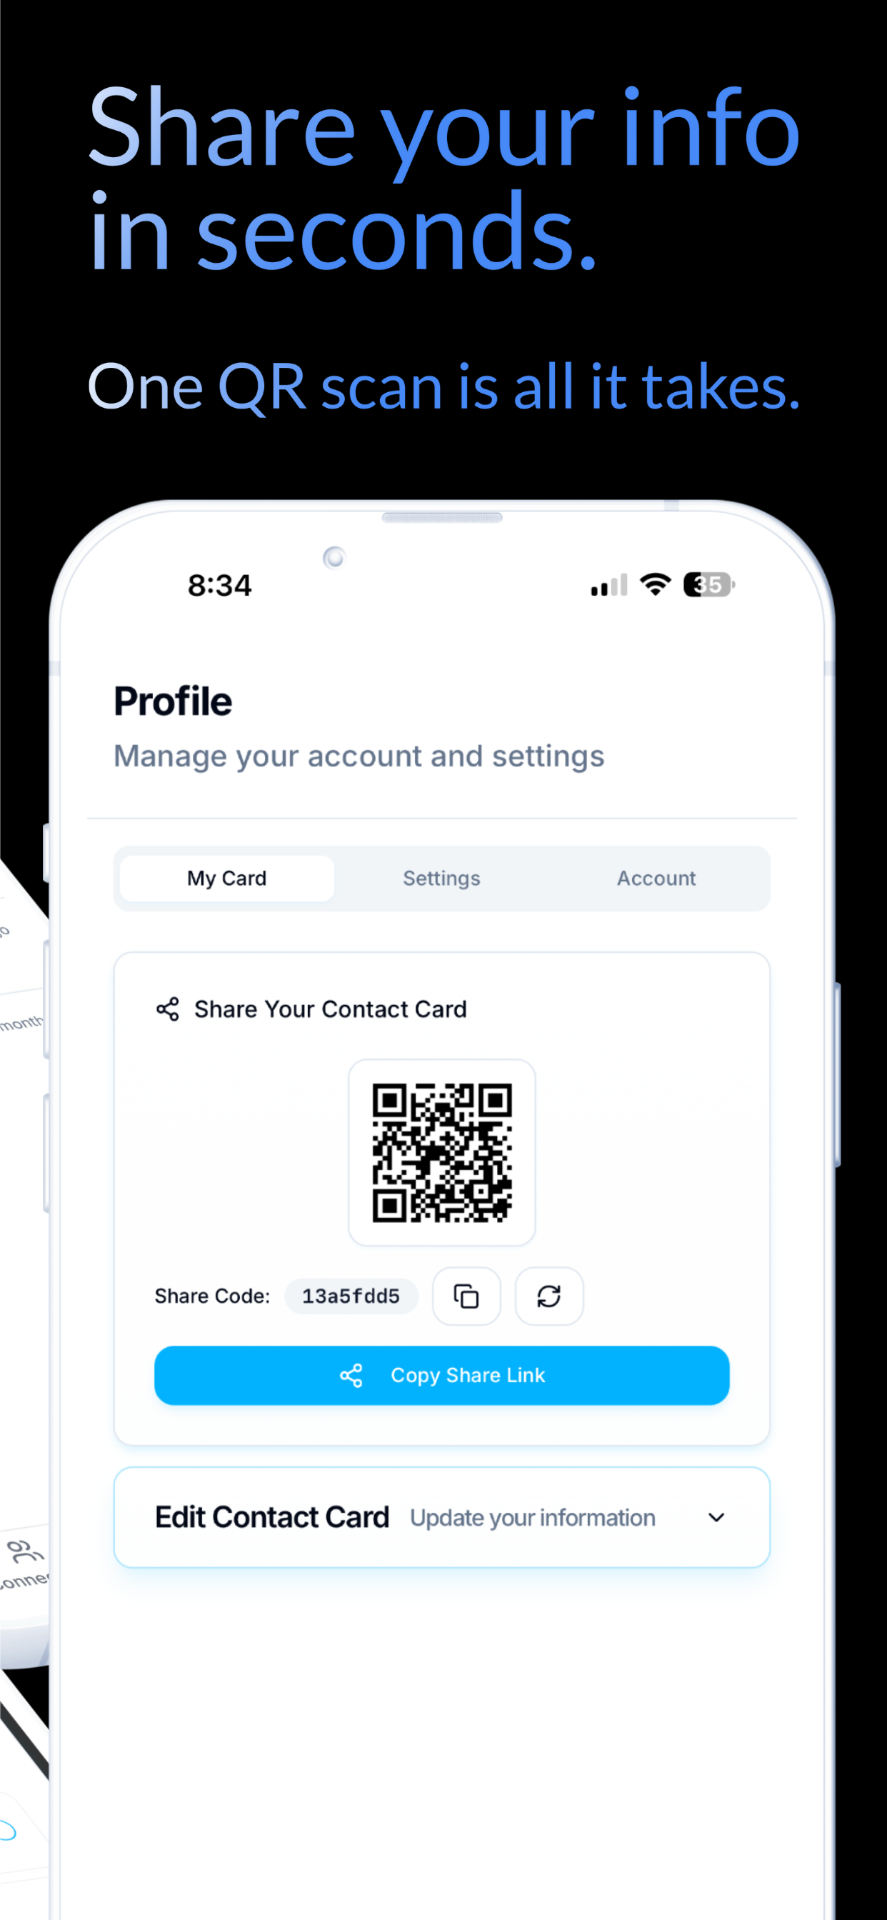 Share your info
in seconds.
One QR scan is all it takes.
8:34
35
Profile
Manage your account and settings
My Card Settings Account
month
Share Your Contact Card
Share Code: 13a5fdd5
Copy Share Link
Edit Contact Card Update your information